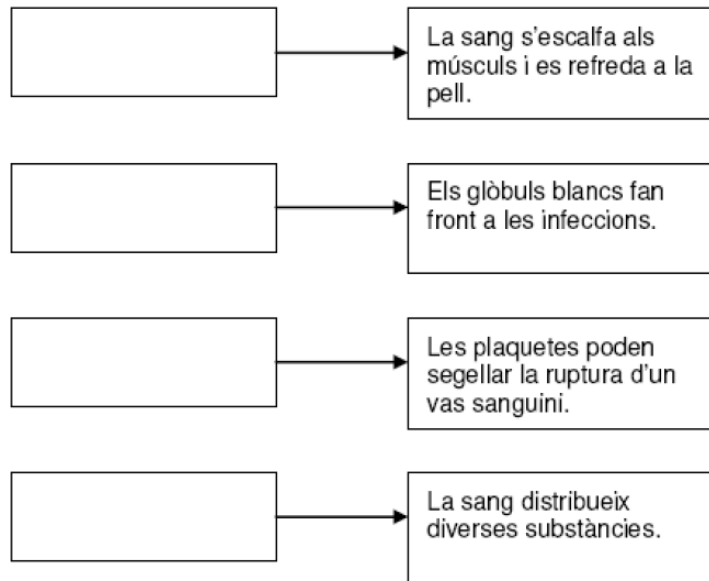 La sang s'escalfa als
músculs i es refreda a la
pell.
Els glòbuls blancs fan
front a les infeccions.
Les plaquetes poden
segellar la ruptura d'un
vas sanguini.
La sang distribueix
diverses substàncies.